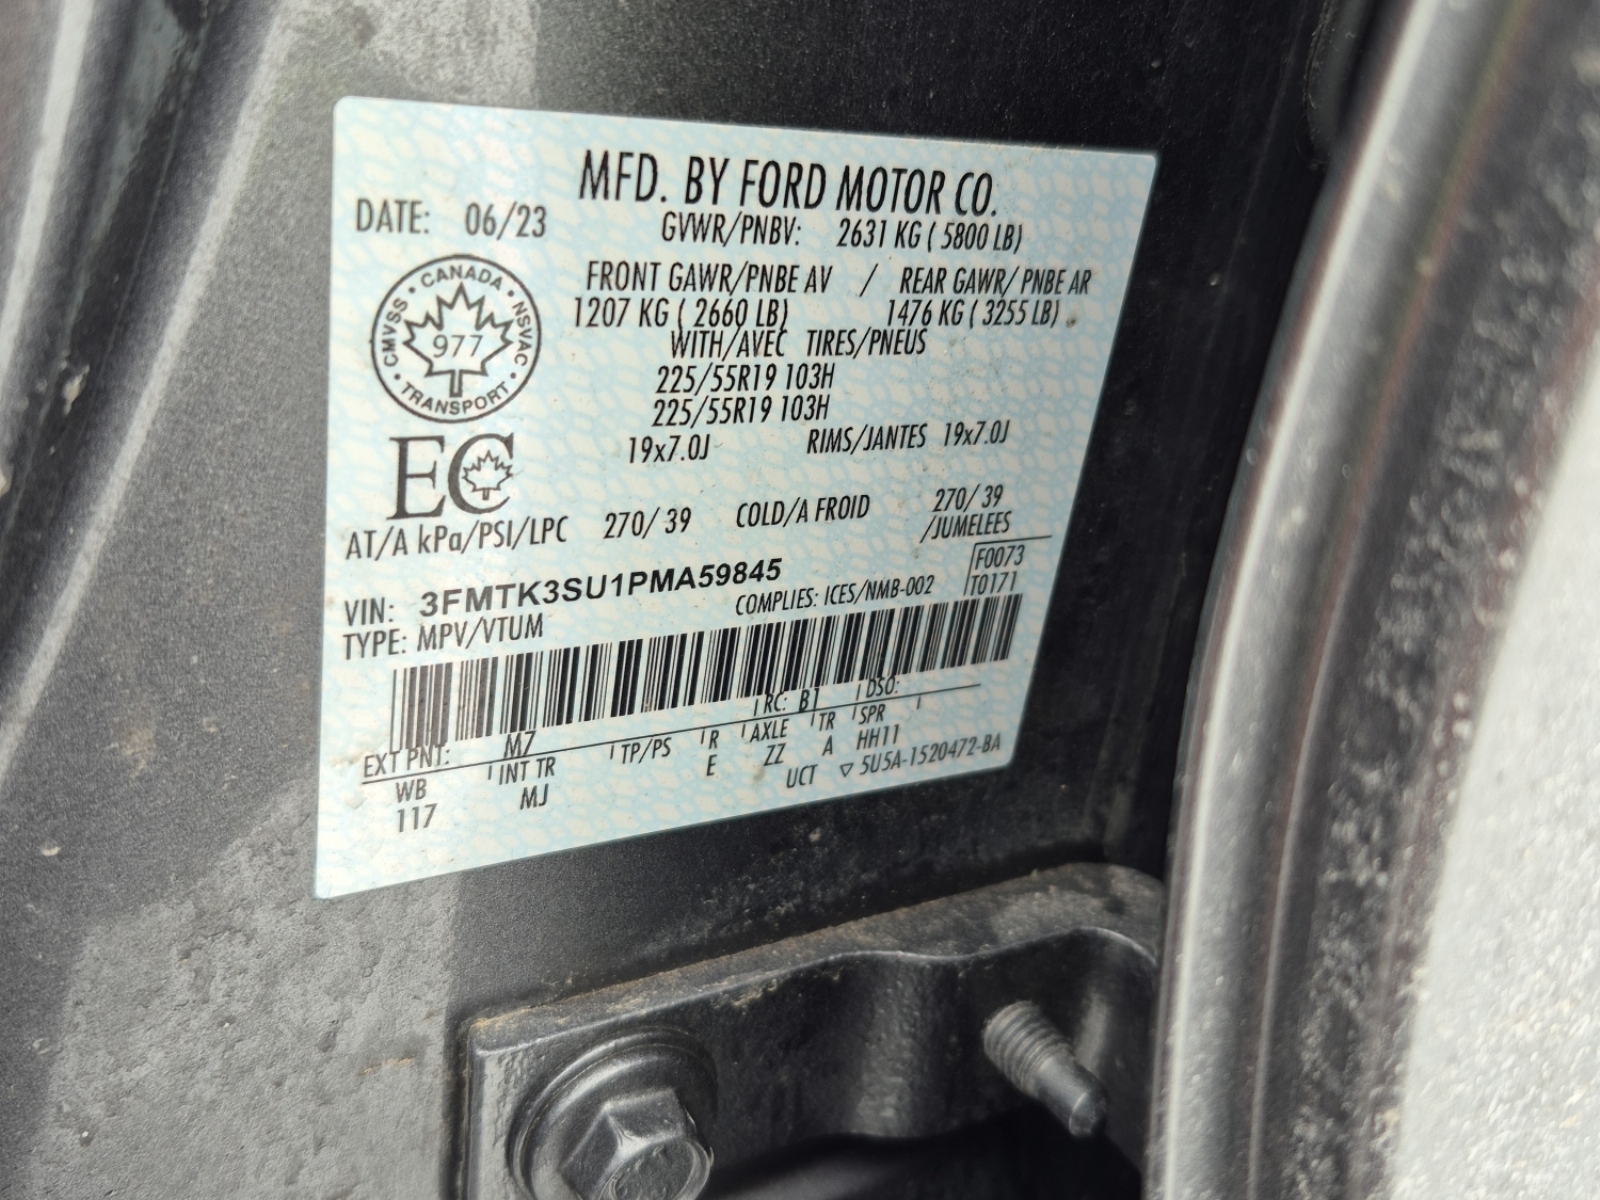 MFD. BY FORD MOTOR CO.
DATE: 06/23
GVWR/PNBV: 2631 KG ( 5800 LB)
FRONT GAWR/PNBE AV / REAR GAWR/ PNBE AR
1207 KG ( 2660 LB) 1476 KG ( 3255 LB)
WITH/AVEC TIRES/PNEUS
225/55R19 103H
225/55R19 103H
19x7.0J RIMS/JANTES 19x7.0J
CANADA • NSVAC • TRANSPORT • CMVSS •
977
EC
AT/A kPa/PSI/LPC 270/ 39 COLD/A FROID 270/ 39
/JUMELEES
VIN: 3FMTK3SU1PMA59845
F0073
TYPE: MPV/VTUM COMPLIES: ICES/NMB-002 T0171
RC: B1 DSO:
EXT PNT: M7
WB INT TR TP/PS R AXLE TR SPR
117 MJ E ZZ A HH11
UCT ▽ 5U5A-1520472-BA